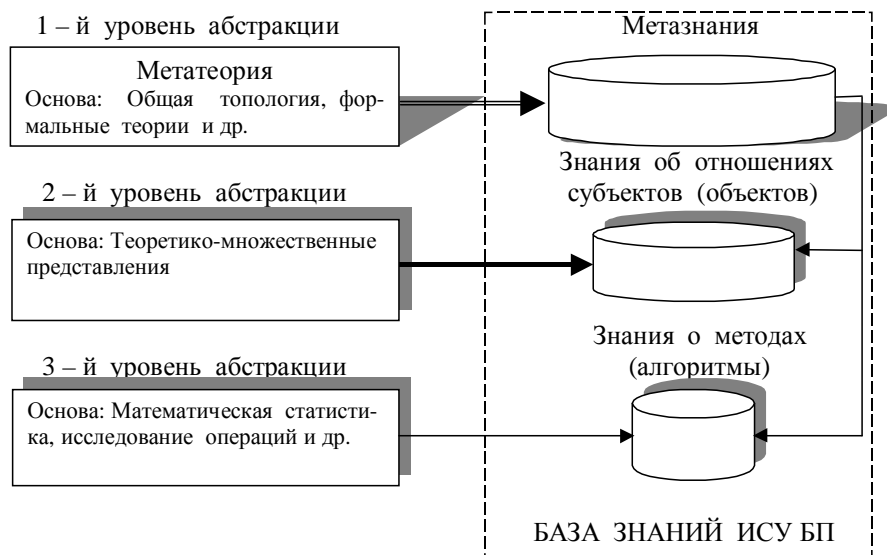 1 – й уровень абстракции
Метатеория
Основа: Общая топология, фор-
мальные теории и др.
Метазнания
Знания об отношениях
субъектов (объектов)
2 – й уровень абстракции
Основа: Теоретико-множественные
представления
Знания о методах
(алгоритмы)
3 – й уровень абстракции
Основа: Математическая статисти-
ка, исследование операций и др.
БАЗА ЗНАНИЙ ИСУ БП